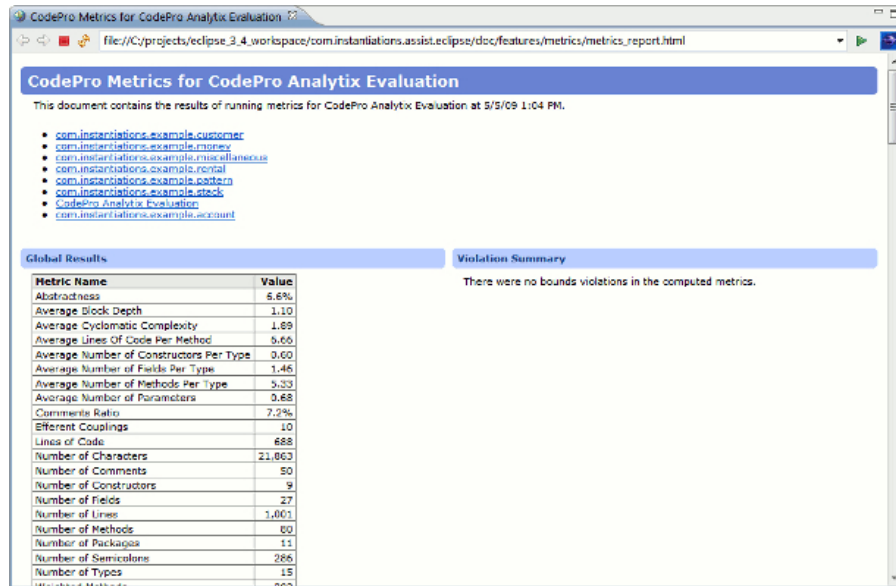 CodePro Metrics for CodePro Analytix Evaluation
file://C:/projects/eclipse_3_4_workspace/com.instantiations.assist.eclipse/doc/features/metrics/metrics_report.html
CodePro Metrics for CodePro Analytix Evaluation
This document contains the results of running metrics for CodePro Analytix Evaluation at 5/5/09 1:04 PM.
com.instantiations.example.customer
com.instantiations.example.money
com.instantiations.example.miscellaneous
com.instantiations.example.rental
com.instantiations.example.pattern
com.instantiations.example.stack
CodePro Analytix Evaluation
com.instantiations.example.account
Global Results
Metric Name Value
Abstractness 6.6%
Average Block Depth 1.10
Average Cyclomatic Complexity 1.89
Average Lines Of Code Per Method 6.66
Average Number of Constructors Per Type 0.60
Average Number of Fields Per Type 1.46
Average Number of Methods Per Type 5.33
Average Number of Parameters 0.68
Comments Ratio 7.2%
Efferent Couplings 10
Lines of Code 688
Number of Characters 21,863
Number of Comments 50
Number of Constructors 9
Number of Fields 27
Number of Lines 1,001
Number of Methods 80
Number of Packages 11
Number of Semicolons 286
Number of Types 15
Weighted Methods
Violation Summary
There were no bounds violations in the computed metrics.